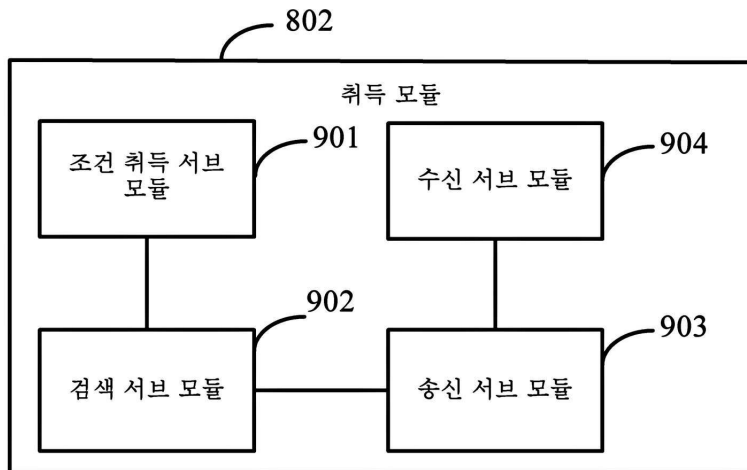 802
취득 모듈
조건 취득 서브
모듈
901
수신 서브 모듈
904
검색 서브 모듈
902
송신 서브 모듈
903